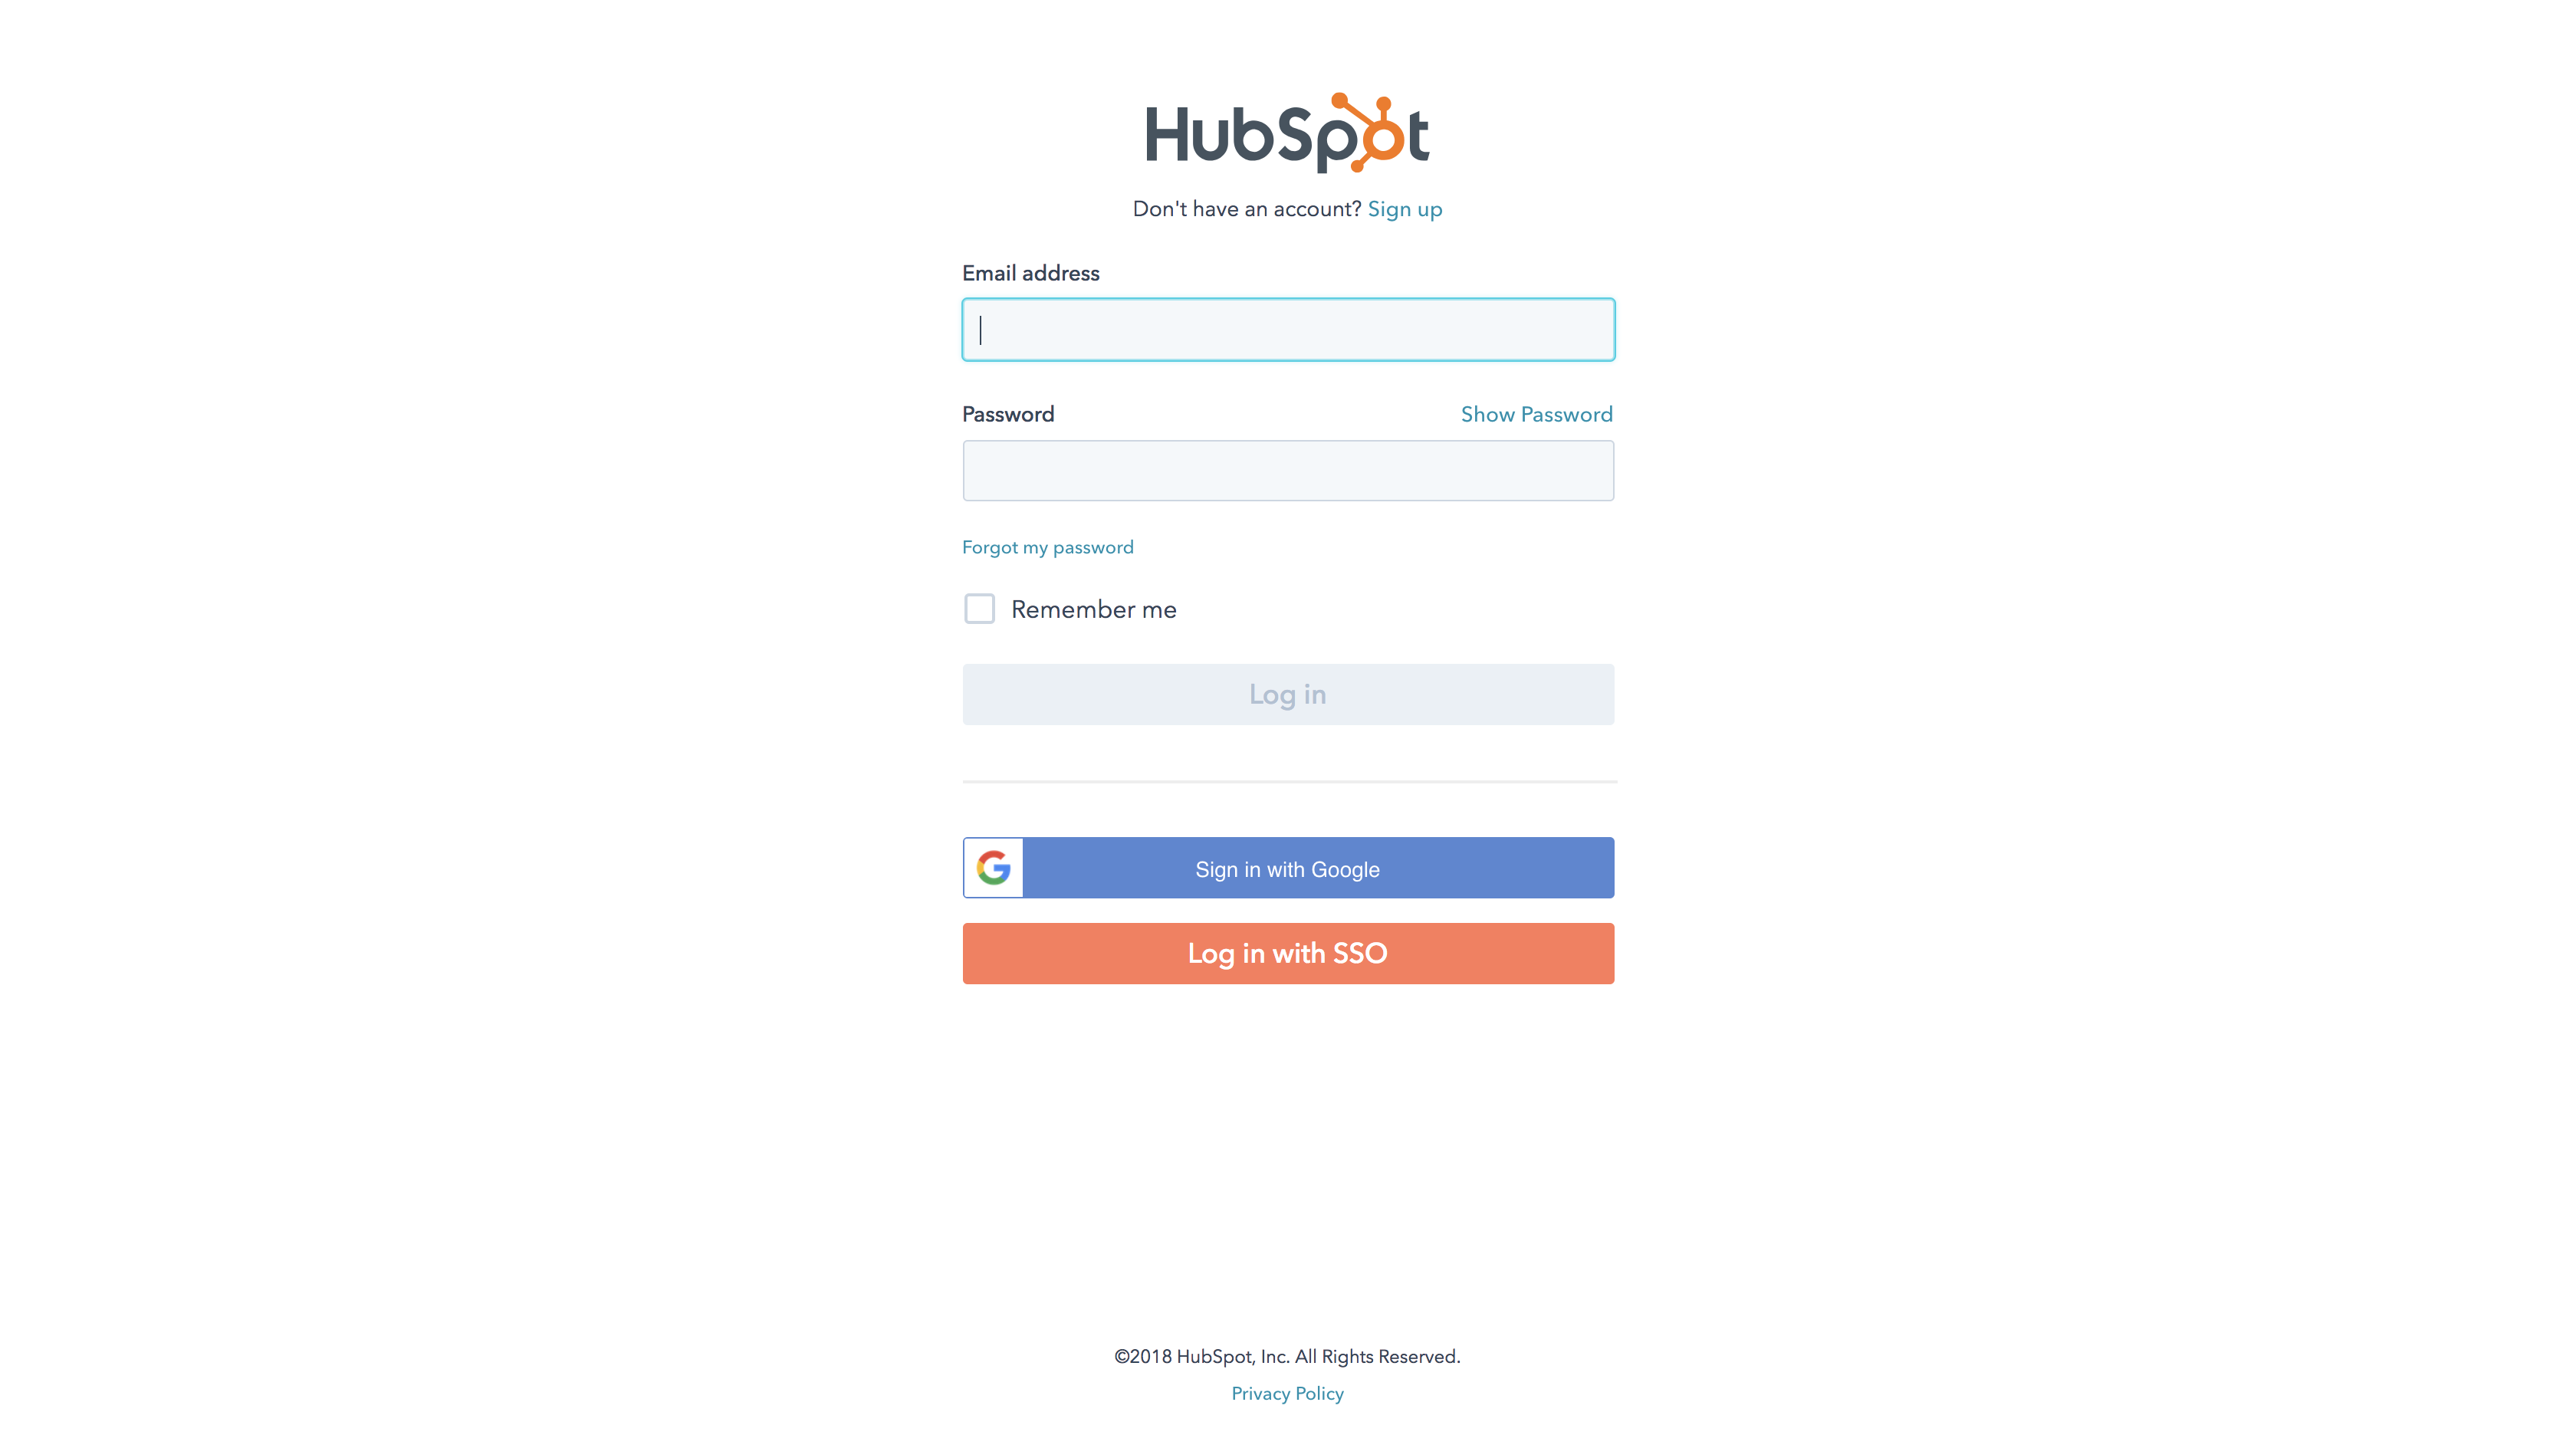 HubSpot
Don't have an account? Sign up
Email address
Password Show Password
Forgot my password
Remember me
Log in
Sign in with Google
Log in with SSO
©2018 HubSpot, Inc. All Rights Reserved.
Privacy Policy